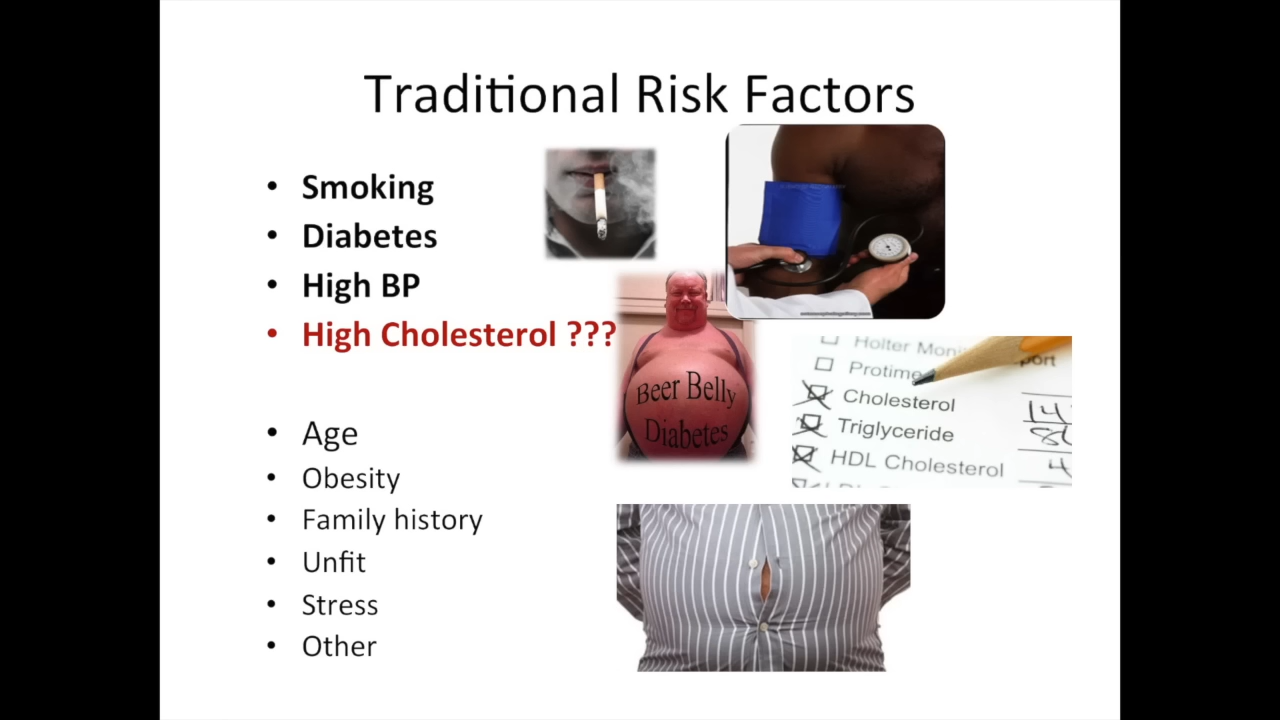 Traditional Risk Factors
• Smoking
• Diabetes
• High BP
• High Cholesterol ???
• Age
• Obesity
• Family history
• Unfit
• Stress
• Other
Beer Belly
Diabetes
Holter
Protime
port
Cholesterol
Triglyceride
HDL Cholesterol